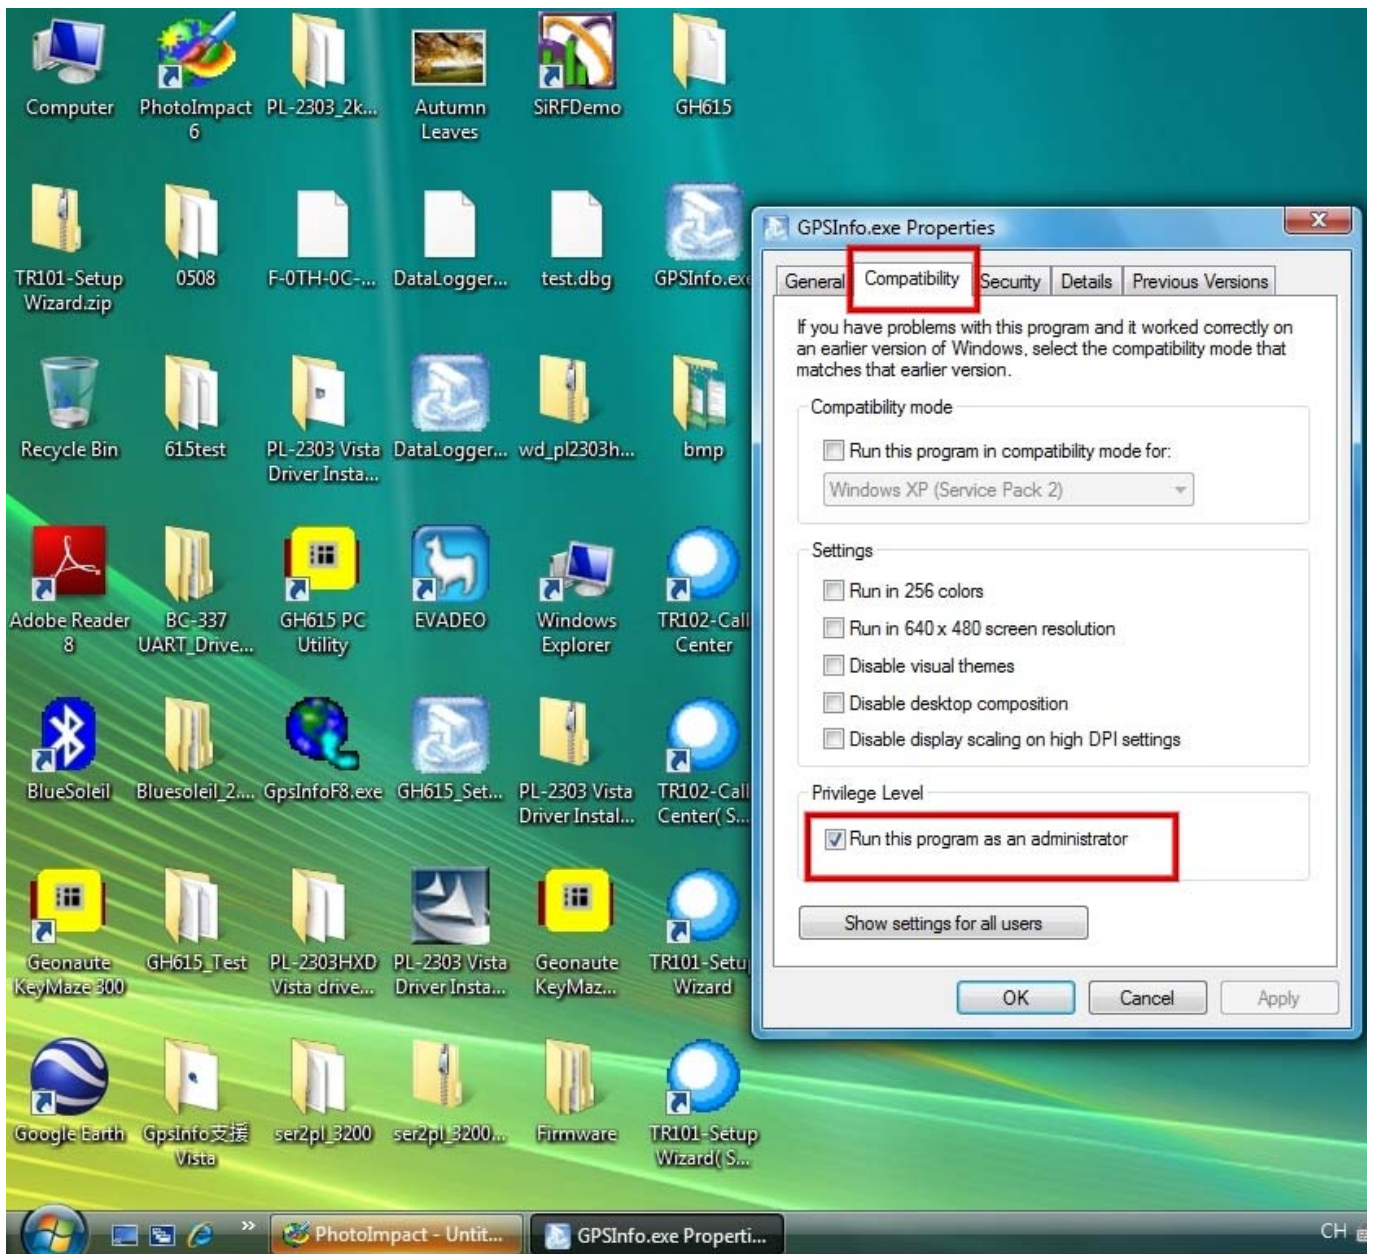 Computer
PhotoImpact
6
PL-2303_2k...
Autumn
Leaves
SiRFDemo
GH615
TR101-Setup
Wizard.zip
0508
F-0TH-0C-...
DataLogger...
test.dbg
GPSInfo.exe
Recycle Bin
615test
PL-2303 Vista
Driver Insta...
DataLogger...
wd_pl2303h...
bmp
Adobe Reader
8
BC-337
UART_Drive...
GH615 PC
Utility
EVADEO
Windows
Explorer
TR102-Call
Center
BlueSoleil
Bluesoleil_2....
GpsInfoF8.exe
GH615_Set...
PL-2303 Vista
Driver Instal...
TR102-Call
Center( S...
Geonaute
KeyMaze 300
GH615_Test
PL-2303HXD
Vista drive...
PL-2303 Vista
Driver Insta...
Geonaute
KeyMaz...
TR101-Setup
Wizard
Google Earth
GpsInfo支援
Vista
ser2pl_3200
ser2pl_3200...
Firmware
TR101-Setup
Wizard( S...
GPSInfo.exe Properties
General Compatibility Security Details Previous Versions
If you have problems with this program and it worked correctly on
an earlier version of Windows, select the compatibility mode that
matches that earlier version.
Compatibility mode
Run this program in compatibility mode for:
Windows XP (Service Pack 2)
Settings
Run in 256 colors
Run in 640 x 480 screen resolution
Disable visual themes
Disable desktop composition
Disable display scaling on high DPI settings
Privilege Level
Run this program as an administrator
Show settings for all users
OK Cancel Apply
» PhotoImpact - Untit... GPSInfo.exe Properti... CH